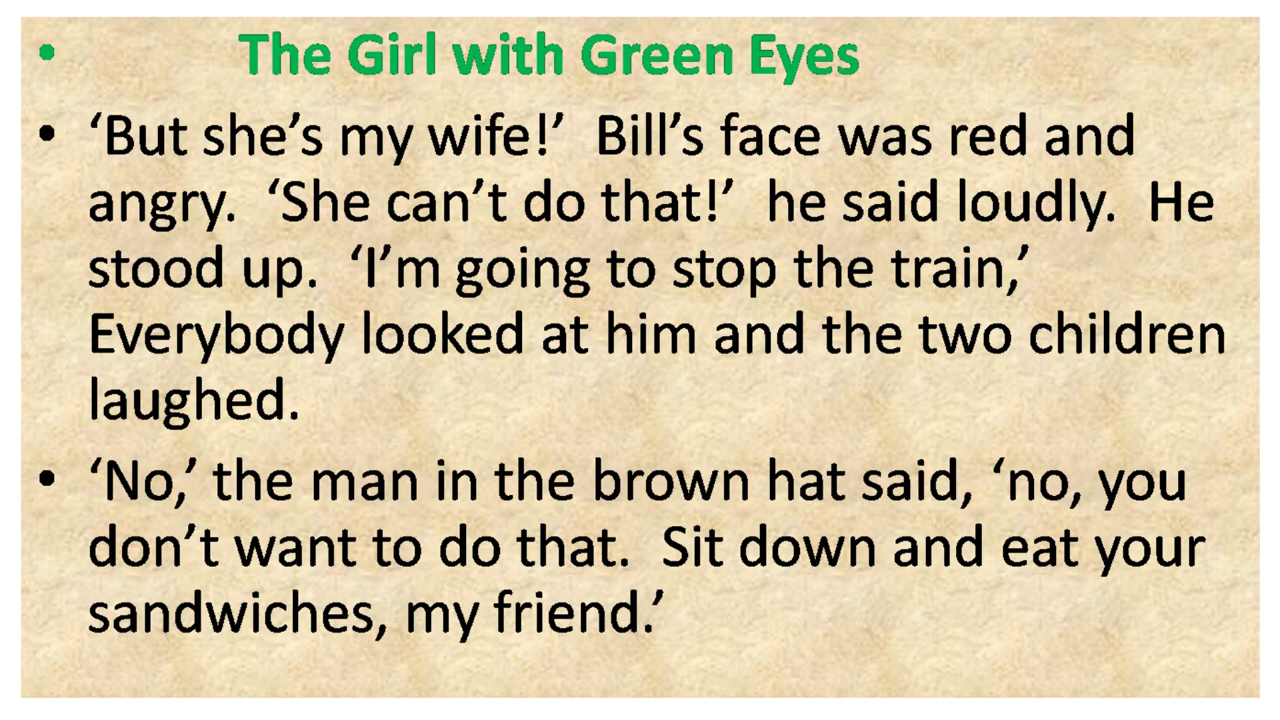 • The Girl with Green Eyes
• ‘But she’s my wife!’ Bill’s face was red and
angry. ‘She can’t do that!’ he said loudly. He
stood up. ‘I’m going to stop the train,’
Everybody looked at him and the two children
laughed.
• ‘No,’ the man in the brown hat said, ‘no, you
don’t want to do that. Sit down and eat your
sandwiches, my friend.’